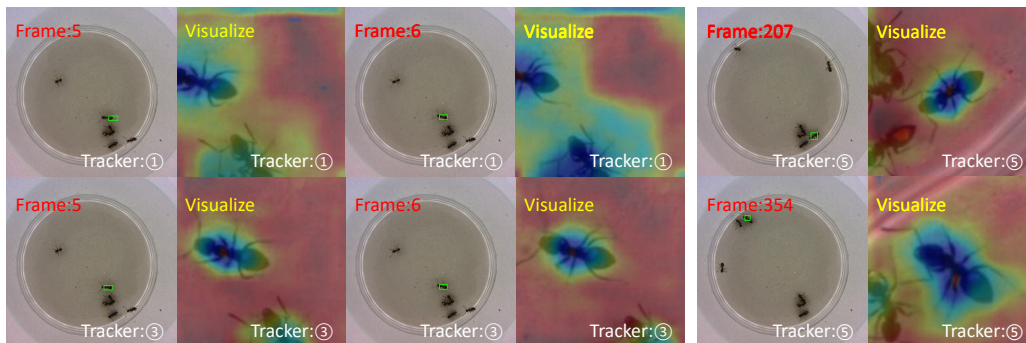 Frame:5
Visualize
Frame:6
Visualize
Frame:207
Visualize
Tracker:①
Tracker:①
Tracker:①
Tracker:①
Tracker:⑤
Tracker:⑤
Frame:5
Visualize
Frame:6
Visualize
Frame:354
Visualize
Tracker:③
Tracker:③
Tracker:③
Tracker:③
Tracker:⑤
Tracker:⑤